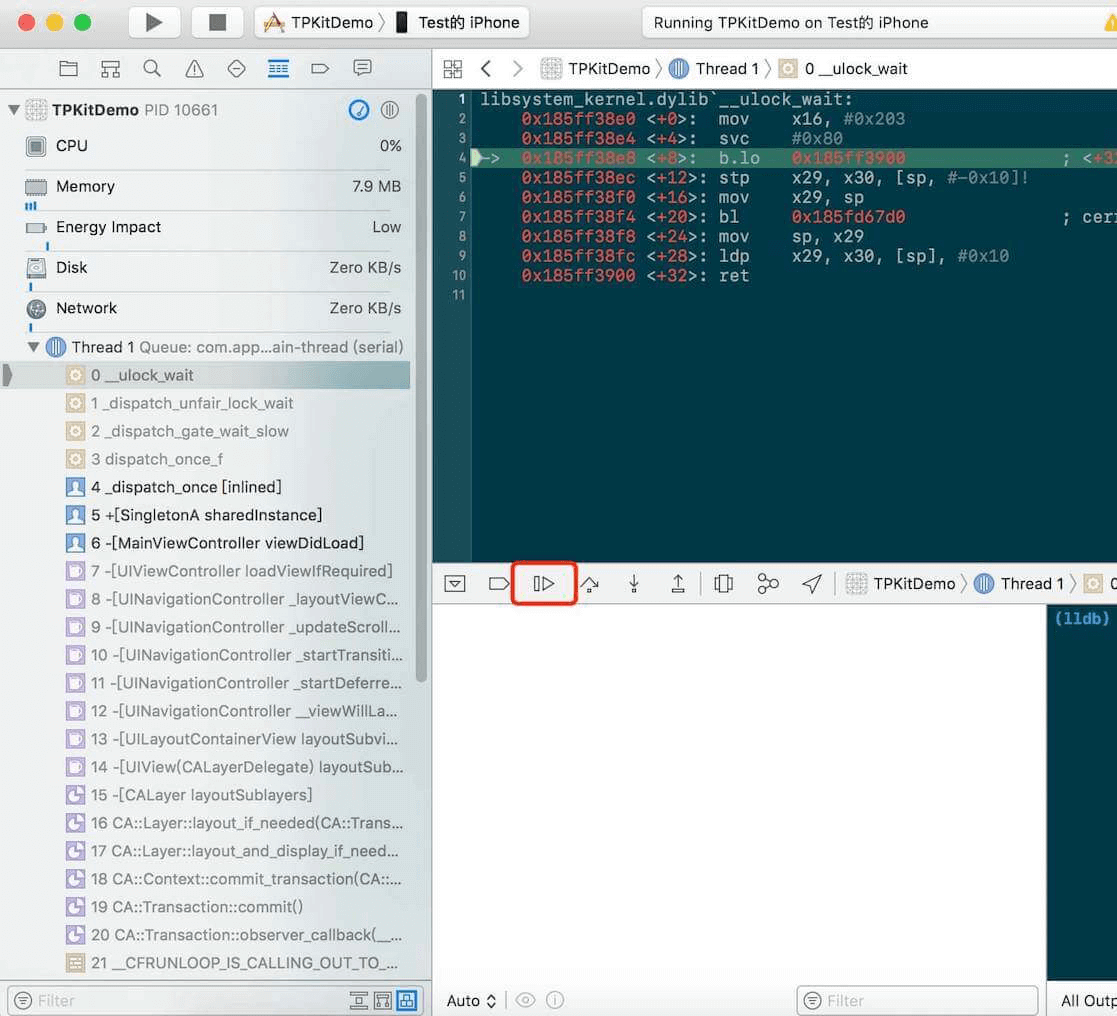 TPKitDemo 〉 Test的 iPhone
Running TPKitDemo on Test的 iPhone
TPKitDemo PID 10661
CPU 0%
Memory 7.9 MB
Energy Impact Low
Disk Zero KB/s
Network Zero KB/s
Thread 1 Queue: com.app...ain-thread (serial)
0 __ulock_wait
1 _dispatch_unfair_lock_wait
2 _dispatch_gate_wait_slow
3 dispatch_once_f
4 _dispatch_once [inlined]
5 +[SingletonA sharedInstance]
6 -[MainViewController viewDidLoad]
7 -[UIViewController loadViewIfRequired]
8 -[UINavigationController _layoutViewC...
9 -[UINavigationController _updateScroll...
10 -[UINavigationController _startTransiti...
11 -[UINavigationController _startDeferre...
12 -[UINavigationController __viewWillLa...
13 -[UILayoutContainerView layoutSubvi...
14 -[UIView(CALayerDelegate) layoutSub...
15 -[CALayer layoutSublayers]
16 CA::Layer::layout_if_needed(CA::Trans...
17 CA::Layer::layout_and_display_if_need...
18 CA::Context::commit_transaction(CA::...
19 CA::Transaction::commit()
20 CA::Transaction::observer_callback(__...
21 __CFRUNLOOP_IS_CALLING_OUT_TO_...
Filter
TPKitDemo 〉 Thread 1 〉 0 __ulock_wait
1 libsystem_kernel.dylib`__ulock_wait:
2 0x185ff38e0 <+0>: mov x16, #0x203
3 0x185ff38e4 <+4>: svc #0x80
4 -> 0x185ff38e8 <+8>: b.lo 0x185ff3900 ; <+3
5 0x185ff38ec <+12>: stp x29, x30, [sp, #-0x10]!
6 0x185ff38f0 <+16>: mov x29, sp
7 0x185ff38f4 <+20>: bl 0x185fd67d0 ; cer
8 0x185ff38f8 <+24>: mov sp, x29
9 0x185ff38fc <+28>: ldp x29, x30, [sp], #0x10
10 0x185ff3900 <+32>: ret
11
TPKitDemo 〉 Thread 1 〉 0
(lldb)
Auto
Filter
All Outp